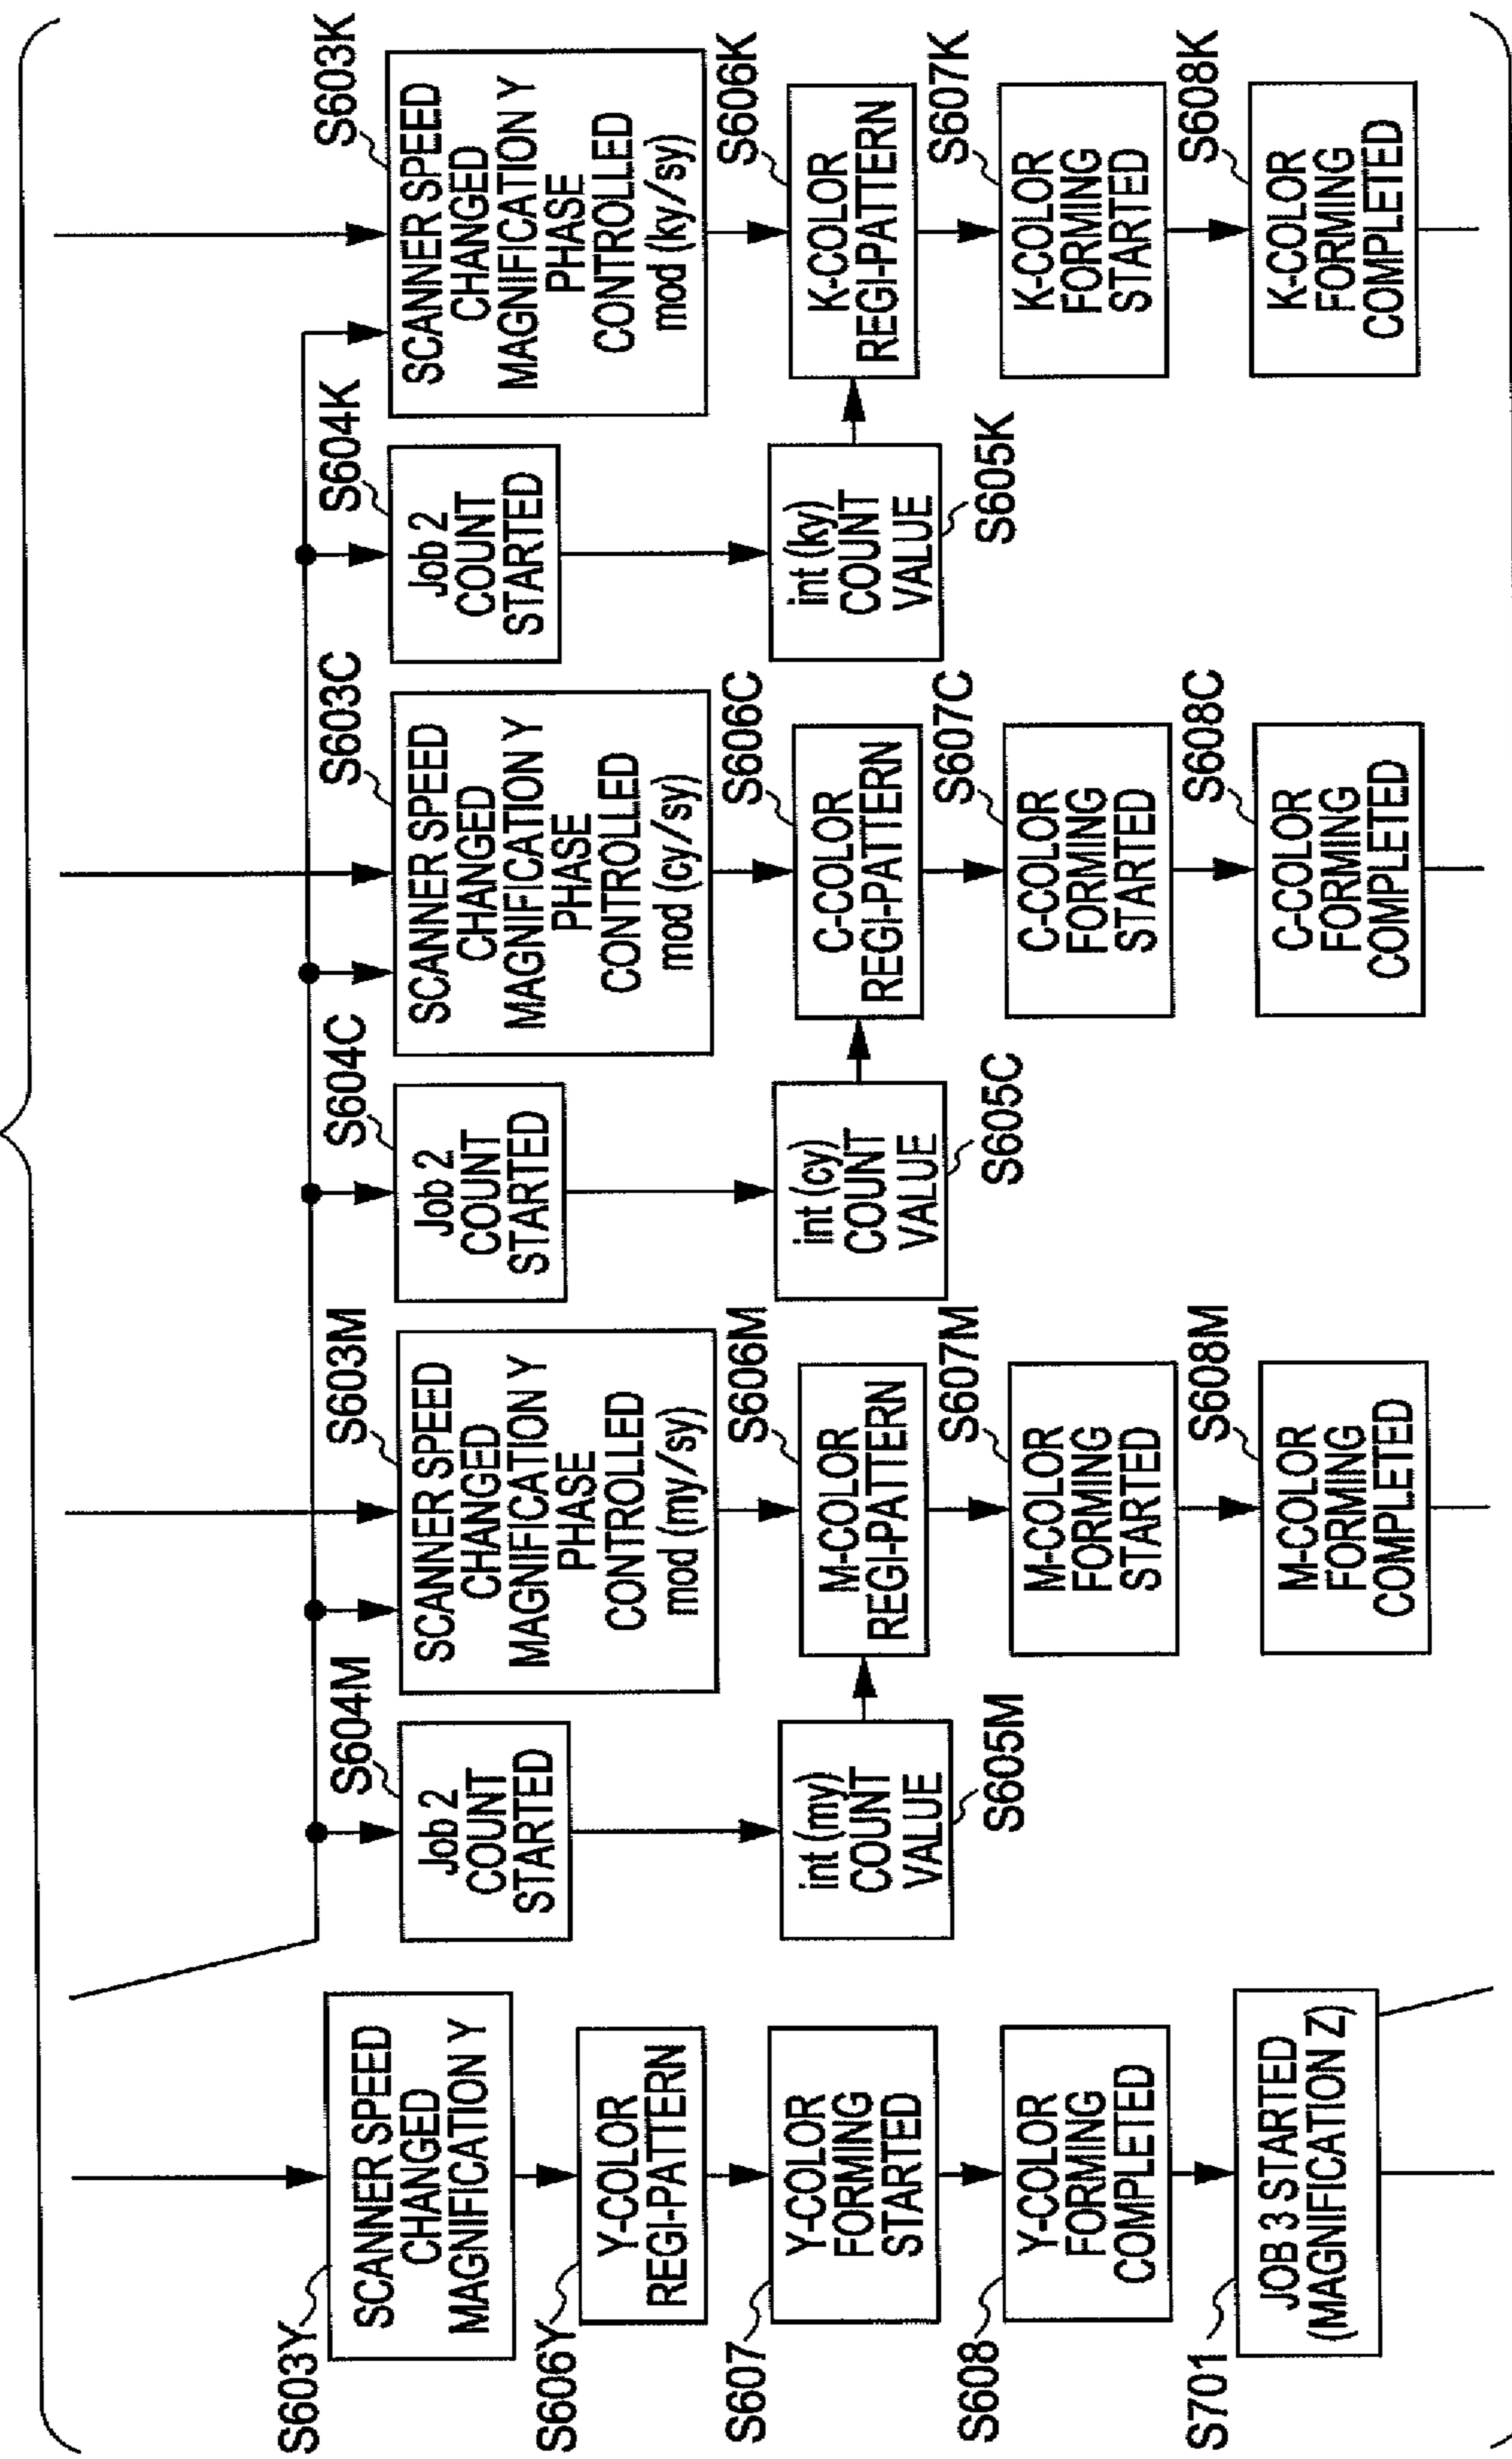 S603Y
SCANNER SPEED
CHANGED
MAGNIFICATION Y
S606Y
Y-COLOR
REGI-PATTERN
S607
Y-COLOR
FORMING
STARTED
S608
Y-COLOR
FORMING
COMPLETED
S701
JOB 3 STARTED
(MAGNIFICATION Z)
S604M
Job 2
COUNT
STARTED
int (my)
COUNT
VALUE
S605M
S603M
SCANNER SPEED
CHANGED
MAGNIFICATION Y
PHASE
CONTROLLED
mod (my/sy)
S606M
M-COLOR
REGI-PATTERN
S607M
M-COLOR
FORMING
STARTED
S608M
M-COLOR
FORMING
COMPLETED
S604C
Job 2
COUNT
STARTED
int (cy)
COUNT
VALUE
S605C
S603C
SCANNER SPEED
CHANGED
MAGNIFICATION Y
PHASE
CONTROLLED
mod (cy/sy)
S606C
C-COLOR
REGI-PATTERN
S607C
C-COLOR
FORMING
STARTED
S608C
C-COLOR
FORMING
COMPLETED
S604K
Job 2
COUNT
STARTED
int (ky)
COUNT
VALUE
S605K
S603K
SCANNER SPEED
CHANGED
MAGNIFICATION Y
PHASE
CONTROLLED
mod (ky/sy)
S606K
K-COLOR
REGI-PATTERN
S607K
K-COLOR
FORMING
STARTED
S608K
K-COLOR
FORMING
COMPLETED